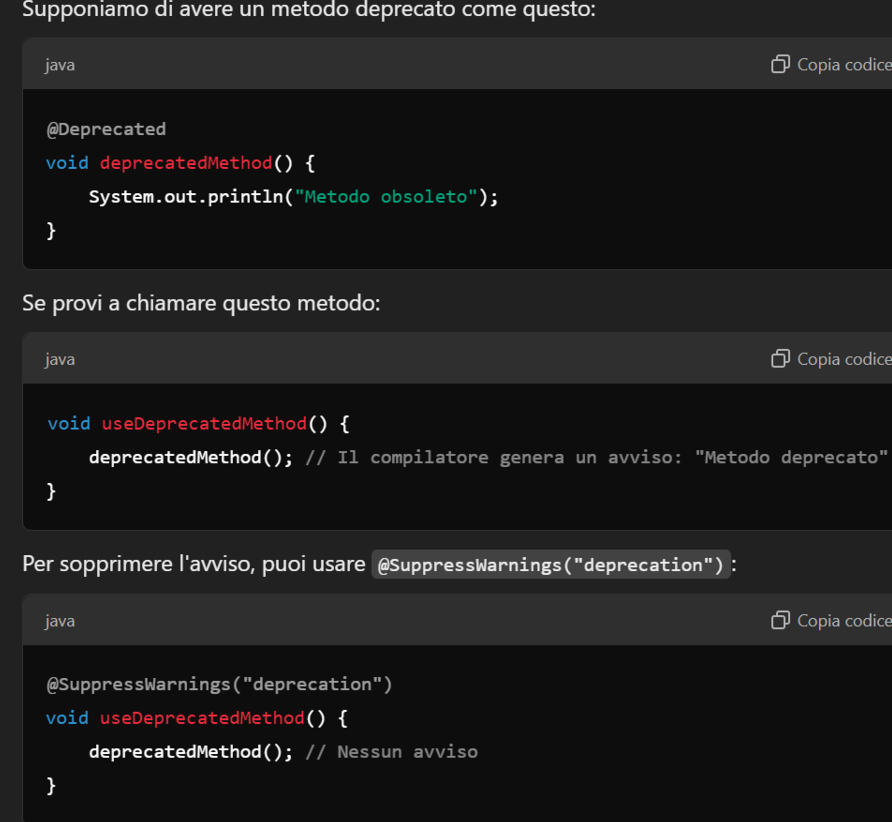 Supponiamo di avere un metodo deprecato come questo:
java
Copia codice
@Deprecated
void deprecatedMethod() {
    System.out.println("Metodo obsoleto");
}
Se provi a chiamare questo metodo:
java
Copia codice
void useDeprecatedMethod() {
    deprecatedMethod(); // Il compilatore genera un avviso: "Metodo deprecato"
}
Per sopprimere l'avviso, puoi usare @SuppressWarnings("deprecation"):
java
Copia codice
@SuppressWarnings("deprecation")
void useDeprecatedMethod() {
    deprecatedMethod(); // Nessun avviso
}